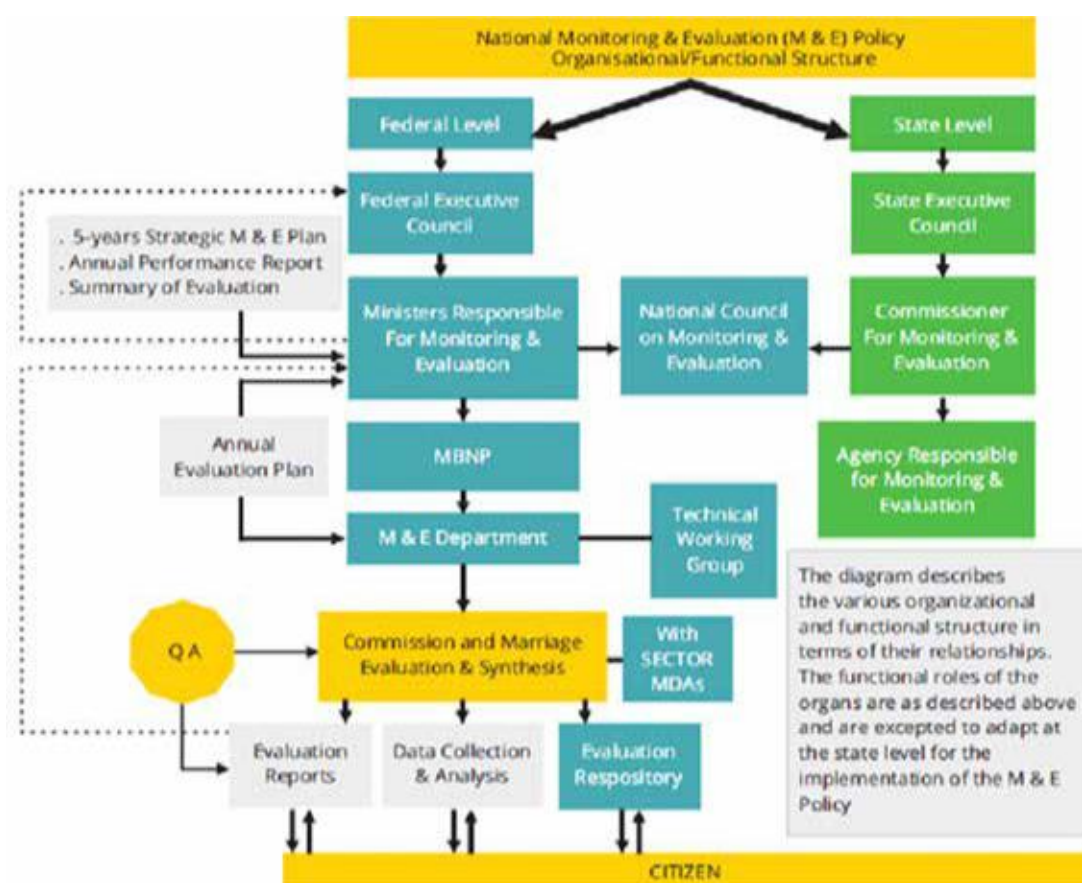 National Monitoring & Evaluation (M & E) Policy
Organisational/Functional Structure
Federal Level
State Level
Federal Executive
Council
State Executive
Council
. 5-years Strategic M & E Plan
. Annual Performance Report
. Summary of Evaluation
Ministers Responsible
For Monitoring &
Evaluation
National Council
on Monitoring &
Evaluation
Commissioner
For Monitoring &
Evaluation
Annual
Evaluation Plan
MBNP
Agency Responsible
for Monitoring &
Evaluation
M & E Department
Technical
Working
Group
The diagram describes
the various organizational
and functional structure in
terms of their relationships.
The functional roles of the
organs are as described above
and are excepted to adapt at
the state level for the
implementation of the M & E
Policy
Q A
Commission and Marriage
Evaluation & Synthesis
With
SECTOR
MDAs
Evaluation
Reports
Data Collection
& Analysis
Evaluation
Respository
CITIZEN